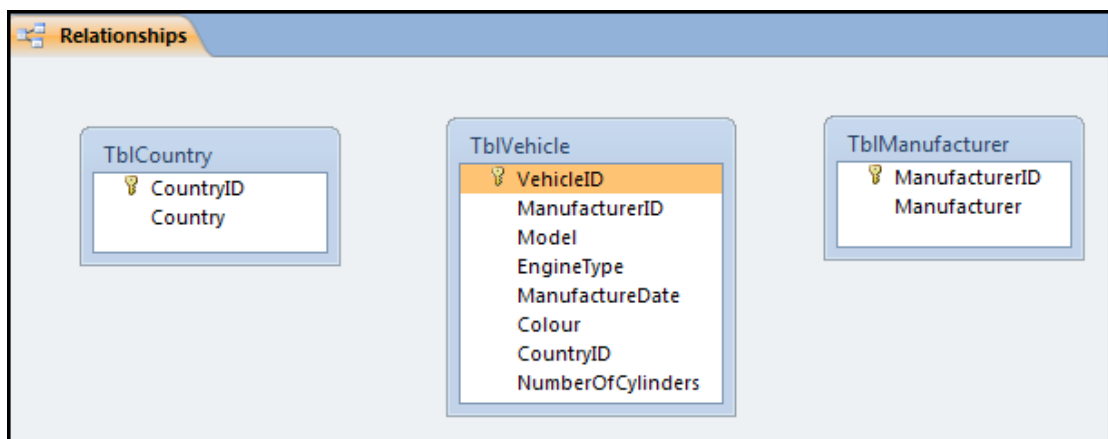 Relationships
TblCountry
CountryID
Country
TblVehicle
VehicleID
ManufacturerID
Model
EngineType
ManufactureDate
Colour
CountryID
NumberOfCylinders
TblManufacturer
ManufacturerID
Manufacturer